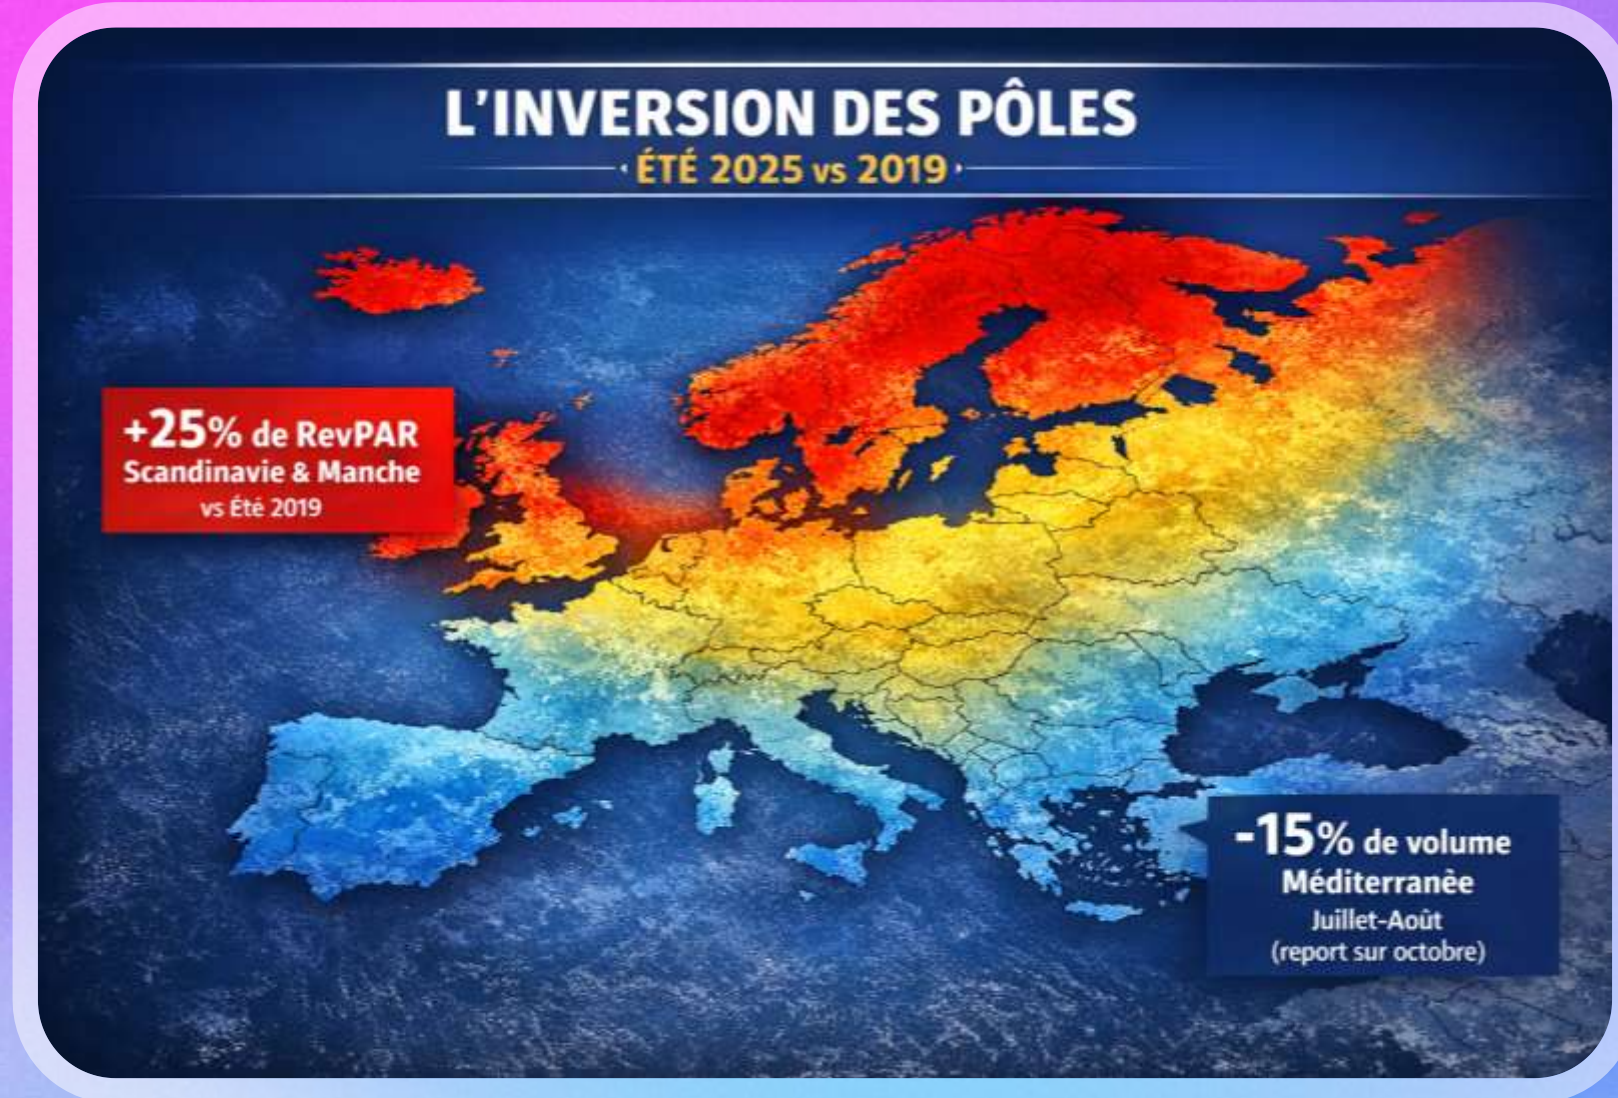 L'INVERSION DES PÔLES
ÉTÉ 2025 vs 2019
+25% de RevPAR
Scandinavie & Manche
vs Été 2019
-15% de volume
Méditerranèe
Juillet-Août
(report sur octobre)